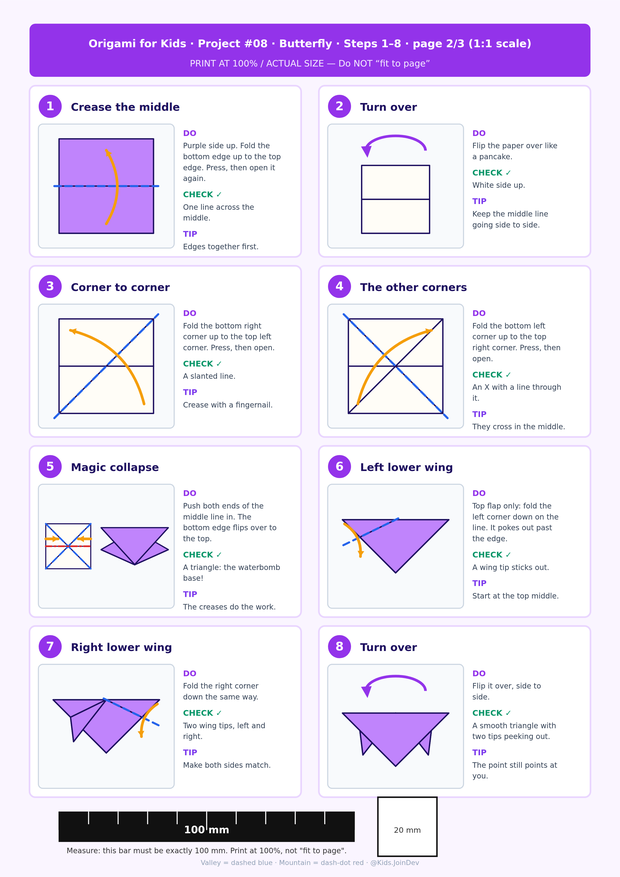 Origami for Kids · Project #08 · Butterfly · Steps 1–8 · page 2/3 (1:1 scale)
PRINT AT 100% / ACTUAL SIZE — Do NOT "fit to page"
1 Crease the middle
DO
Purple side up. Fold the
bottom edge up to the top
edge. Press, then open it
again.
CHECK ✓
One line across the
middle.
TIP
Edges together first.
2 Turn over
DO
Flip the paper over like
a pancake.
CHECK ✓
White side up.
TIP
Keep the middle line
going side to side.
3 Corner to corner
DO
Fold the bottom right
corner up to the top left
corner. Press, then open.
CHECK ✓
A slanted line.
TIP
Crease with a fingernail.
4 The other corners
DO
Fold the bottom left
corner up to the top
right corner. Press, then
open.
CHECK ✓
An X with a line through
it.
TIP
They cross in the middle.
5 Magic collapse
DO
Push both ends of the
middle line in. The
bottom edge flips over to
the top.
CHECK ✓
A triangle: the waterbomb
base!
TIP
The creases do the work.
6 Left lower wing
DO
Top flap only: fold the
left corner down on the
line. It pokes out past
the edge.
CHECK ✓
A wing tip sticks out.
TIP
Start at the top middle.
7 Right lower wing
DO
Fold the right corner
down the same way.
CHECK ✓
Two wing tips, left and
right.
TIP
Make both sides match.
8 Turn over
DO
Flip it over, side to
side.
CHECK ✓
A smooth triangle with
two tips peeking out.
TIP
The point still points at
you.
100 mm
20 mm
Measure: this bar must be exactly 100 mm. Print at 100%, not "fit to page".
Valley = dashed blue · Mountain = dash-dot red · @Kids.JoinDev